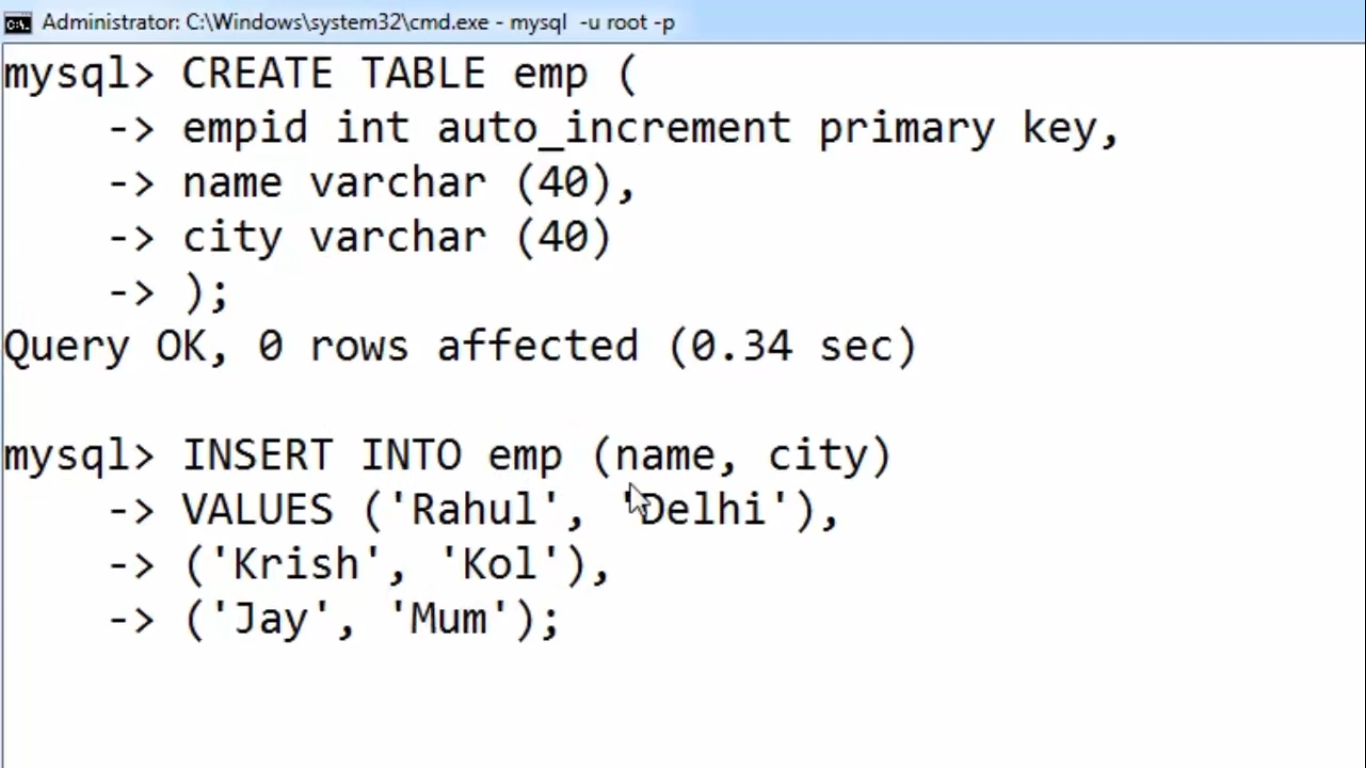 Administrator: C:\Windows\system32\cmd.exe - mysql  -u root -p
mysql> CREATE TABLE emp (
    -> empid int auto_increment primary key,
    -> name varchar (40),
    -> city varchar (40)
    -> );
Query OK, 0 rows affected (0.34 sec)
mysql> INSERT INTO emp (name, city)
    -> VALUES ('Rahul', 'Delhi'),
    -> ('Krish', 'Kol'),
    -> ('Jay', 'Mum');